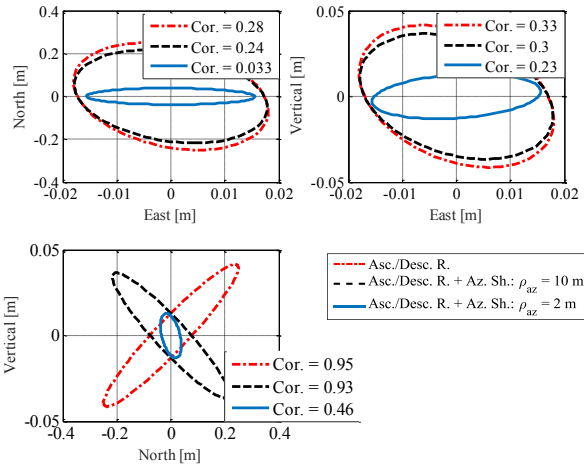 0.4
0.2
0
-0.2
-0.4
North [m]
Cor. = 0.28
Cor. = 0.24
Cor. = 0.033
-0.02 -0.01 0 0.01 0.02
East [m]
0.05
0
-0.05
Vertical [m]
Cor. = 0.33
Cor. = 0.3
Cor. = 0.23
-0.02 -0.01 0 0.01 0.02
East [m]
0.05
0
-0.05
Vertical [m]
Cor. = 0.95
Cor. = 0.93
Cor. = 0.46
-0.4 -0.2 0 0.2 0.4
North [m]
Asc./Desc. R.
Asc./Desc. R. + Az. Sh.: ρaz = 10 m
Asc./Desc. R. + Az. Sh.: ρaz = 2 m